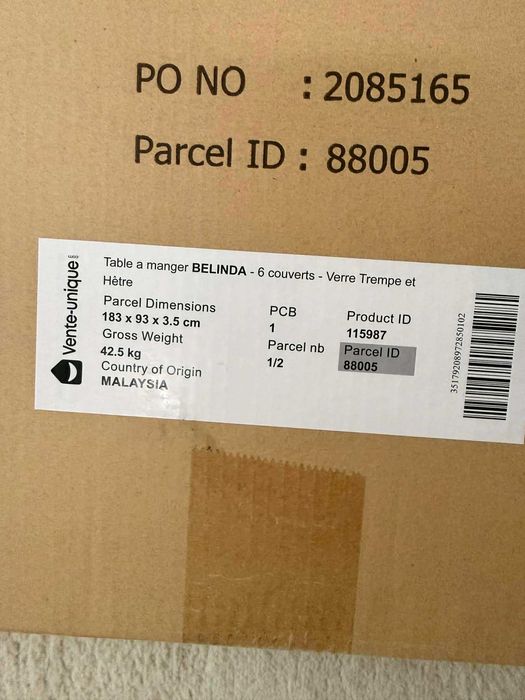 PO NO : 2085165
Parcel ID : 88005
Vente-unique.com
Table a manger BELINDA - 6 couverts - Verre Trempe et
Hêtre
Parcel Dimensions
183 x 93 x 3.5 cm
Gross Weight
42.5 kg
Country of Origin
MALAYSIA
PCB
1
Parcel nb
1/2
Product ID
115987
Parcel ID
88005
35179208972850102